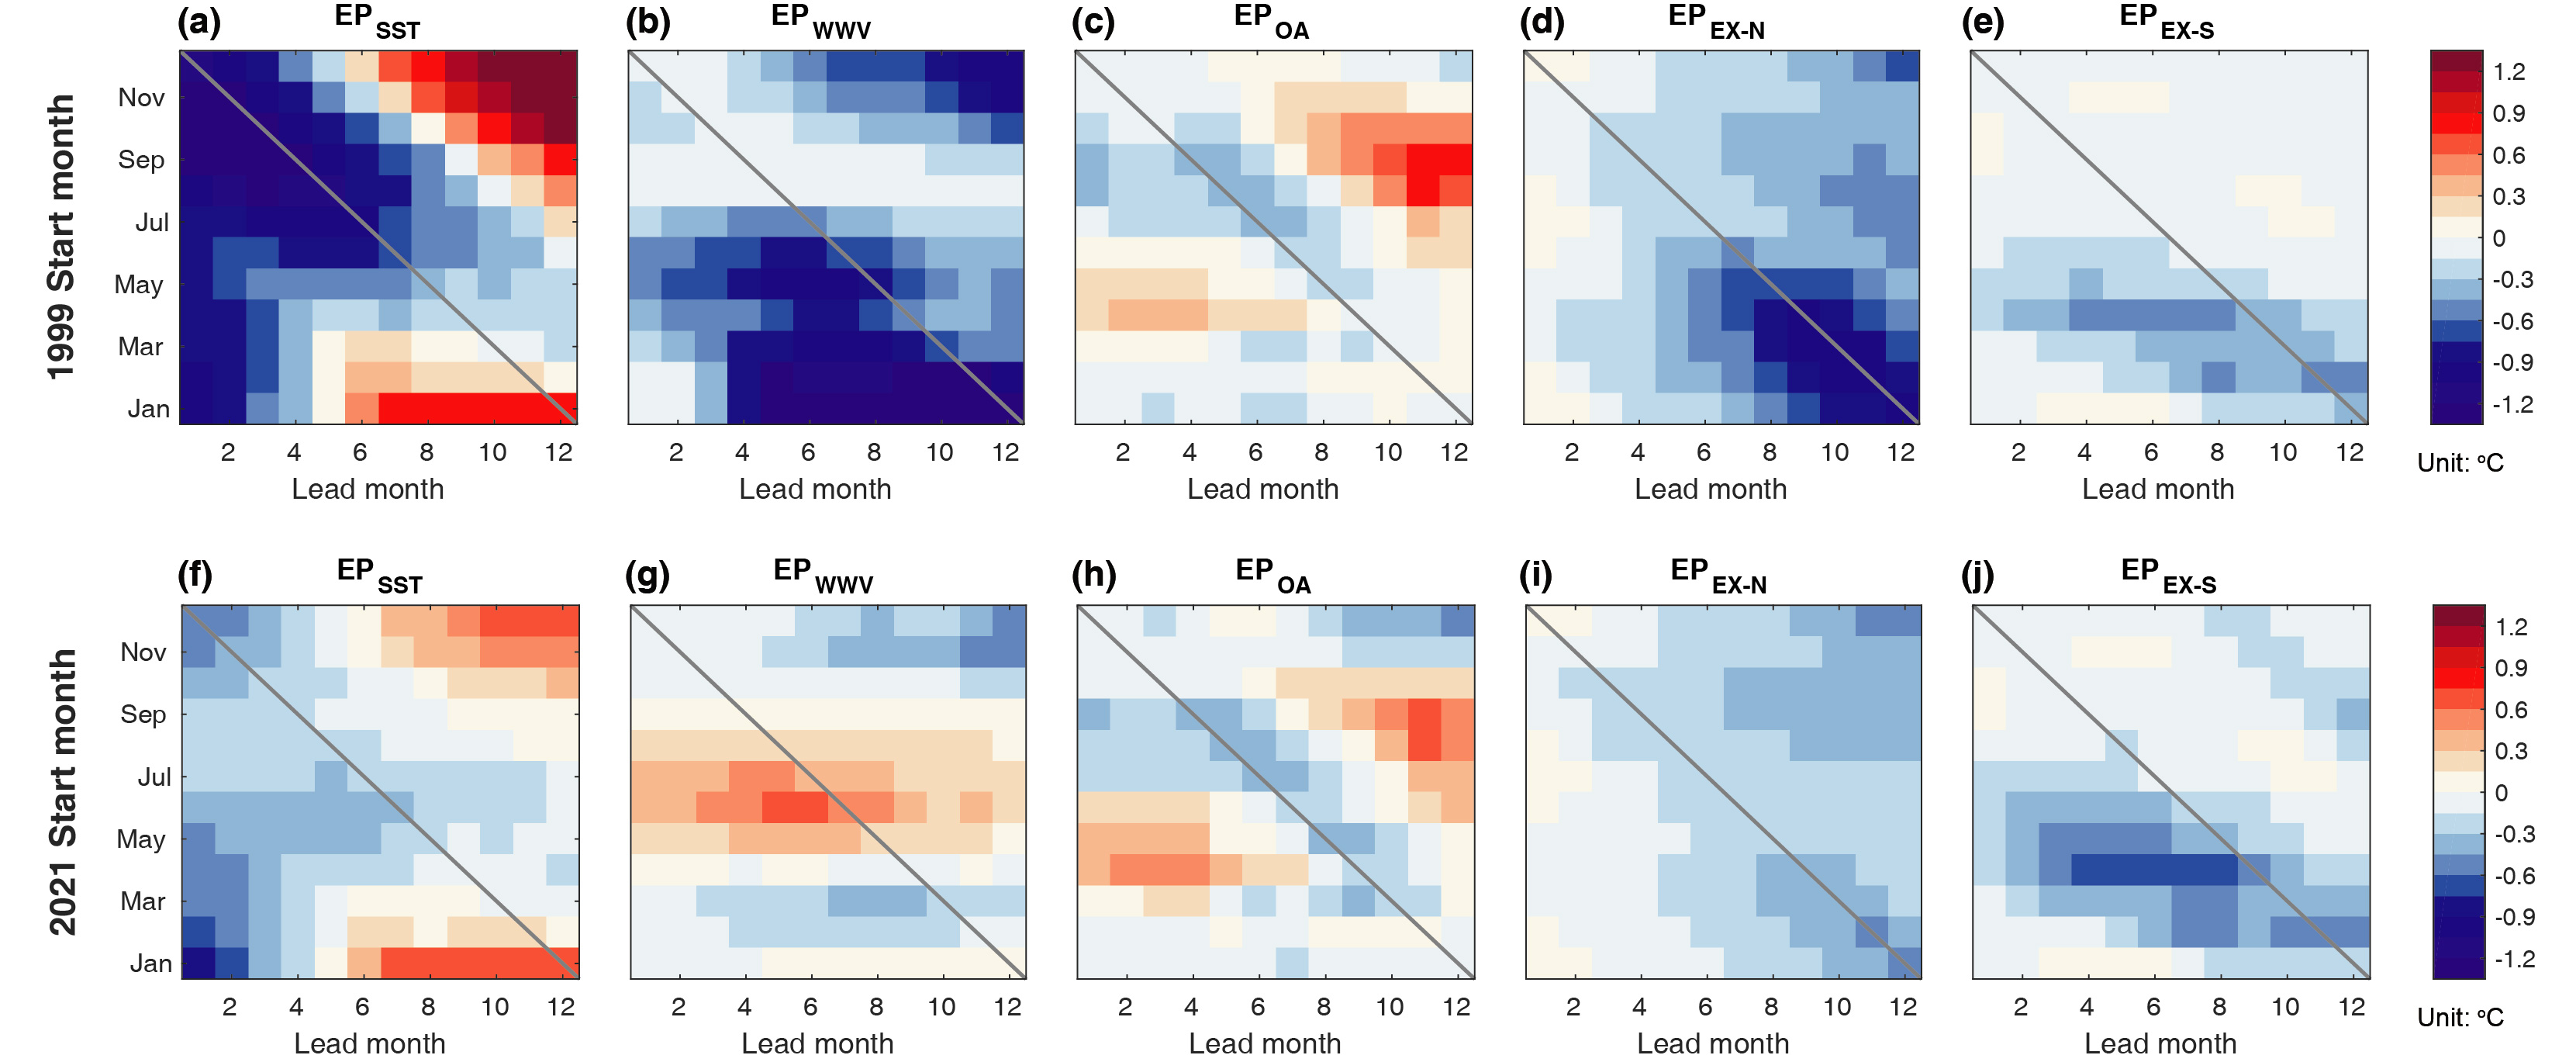 (a) EP SST (b) EP WWV (c) EP OA (d) EP EX-N (e) EP EX-S
1999 Start month
Nov
Sep
Jul
May
Mar
Jan
2 4 6 8 10 12 2 4 6 8 10 12 2 4 6 8 10 12 2 4 6 8 10 12 2 4 6 8 10 12
Lead month Lead month Lead month Lead month Lead month
1.2
0.9
0.6
0.3
0
-0.3
-0.6
-0.9
-1.2
Unit: °C
(f) EP SST (g) EP WWV (h) EP OA (i) EP EX-N (j) EP EX-S
2021 Start month
Nov
Sep
Jul
May
Mar
Jan
2 4 6 8 10 12 2 4 6 8 10 12 2 4 6 8 10 12 2 4 6 8 10 12 2 4 6 8 10 12
Lead month Lead month Lead month Lead month Lead month
1.2
0.9
0.6
0.3
0
-0.3
-0.6
-0.9
-1.2
Unit: °C